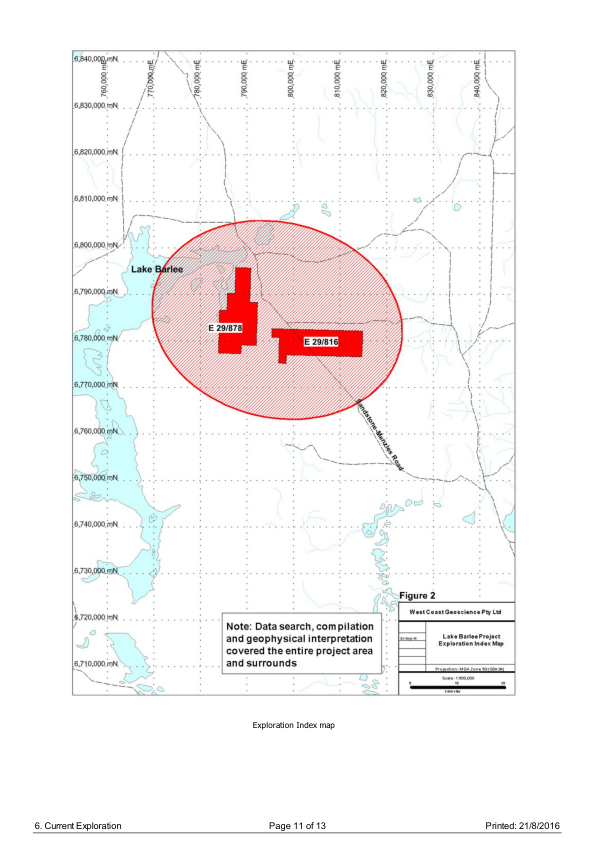 6,840,000 mN
760,000 mE
770,000 mE
780,000 mE
790,000 mE
800,000 mE
810,000 mE
820,000 mE
830,000 mE
840,000 mE
6,830,000 mN
6,820,000 mN
6,810,000 mN
6,800,000 mN
Lake Barlee
6,790,000 mN
E 29/878
6,780,000 mN
E 29/816
6,770,000 mN
Sandstone-Menzies Road
6,760,000 mN
6,750,000 mN
6,740,000 mN
6,730,000 mN
6,720,000 mN
6,710,000 mN
Note: Data search, compilation
and geophysical interpretation
covered the entire project area
and surrounds
Figure 2
West Coast Geoscience Pty Ltd
Lake Barlee Project
Exploration Index Map
Projection: MGA Zone 50 (GDA 94)
Scale: 1:500,000
0 10 20
Exploration Index map
6. Current Exploration Page 11 of 13 Printed: 21/8/2016